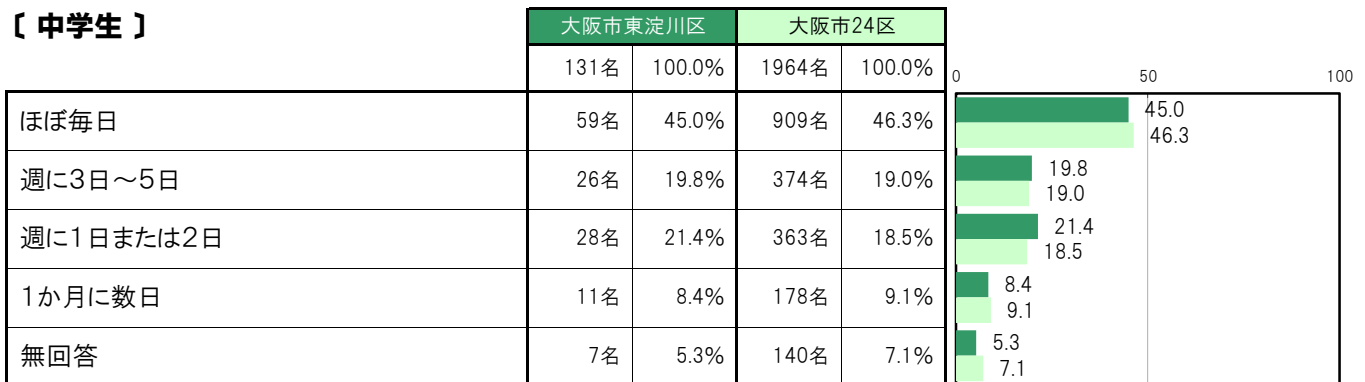 〔 中学生 〕
大阪市東淀川区 大阪市24区
131名 100.0% 1964名 100.0%
0 50 100
ほぼ毎日 59名 45.0% 909名 46.3%
45.0
46.3
週に3日～5日 26名 19.8% 374名 19.0%
19.8
19.0
週に1日または2日 28名 21.4% 363名 18.5%
21.4
18.5
1か月に数日 11名 8.4% 178名 9.1%
8.4
9.1
無回答 7名 5.3% 140名 7.1%
5.3
7.1